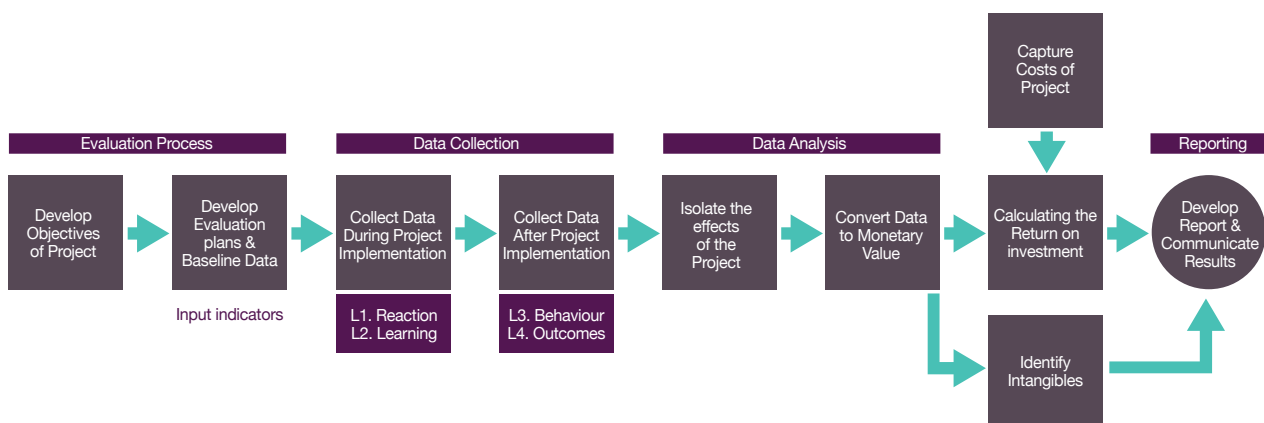 Capture
Costs of
Project
Evaluation Process
Data Collection
Data Analysis
Reporting
Develop
Objectives
of Project
Develop
Evaluation
plans &
Baseline Data
Collect Data
During Project
Implementation
Collect Data
After Project
Implementation
Isolate the
effects
of the
Project
Convert Data
to Monetary
Value
Calculating the
Return on
investment
Develop
Report &
Communicate
Results
Input indicators
L1. Reaction
L2. Learning
L3. Behaviour
L4. Outcomes
Identify
Intangibles